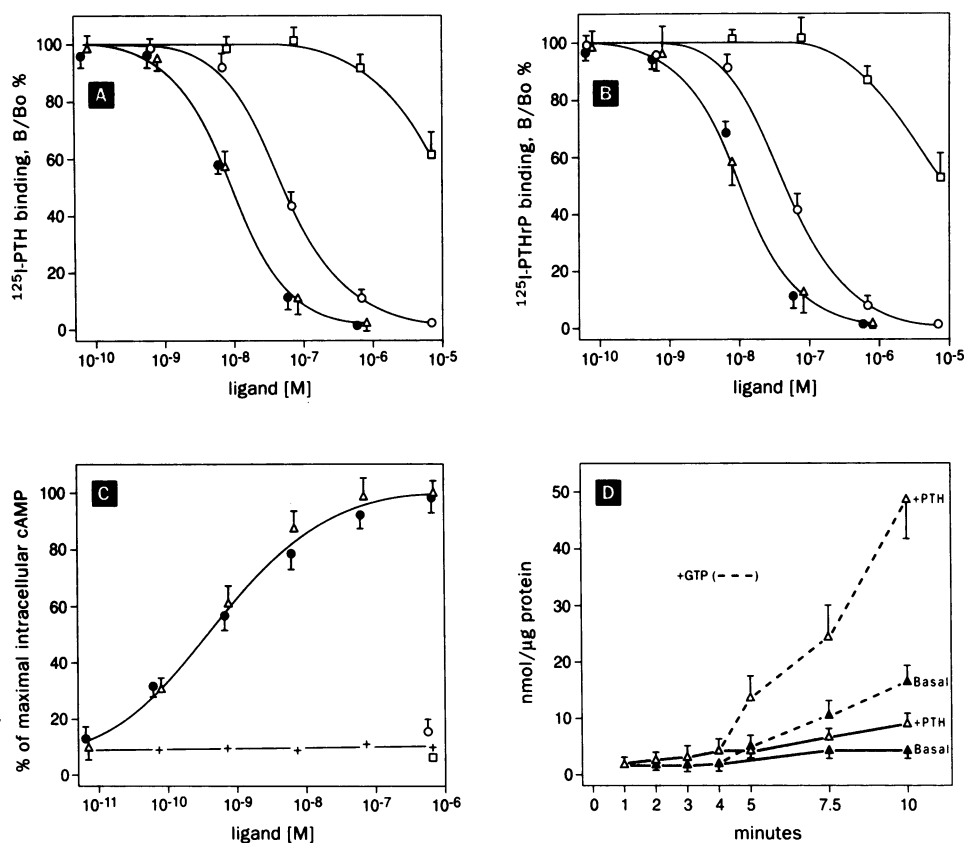 A
¹²⁵I-PTH binding, B/Bo %
100
80
60
40
20
0
10⁻¹⁰ 10⁻⁹ 10⁻⁸ 10⁻⁷ 10⁻⁶ 10⁻⁵
ligand [M]
B
¹²⁵I-PTHrP binding, B/Bo %
100
80
60
40
20
0
10⁻¹⁰ 10⁻⁹ 10⁻⁸ 10⁻⁷ 10⁻⁶ 10⁻⁵
ligand [M]
C
% of maximal intracellular cAMP
100
80
60
40
20
0
10⁻¹¹ 10⁻¹⁰ 10⁻⁹ 10⁻⁸ 10⁻⁷ 10⁻⁶
ligand [M]
D
nmol/µg protein
50
40
30
20
10
0
+GTP (----)
+PTH
Basal
+PTH
Basal
0 1 2 3 4 5 7.5 10
minutes